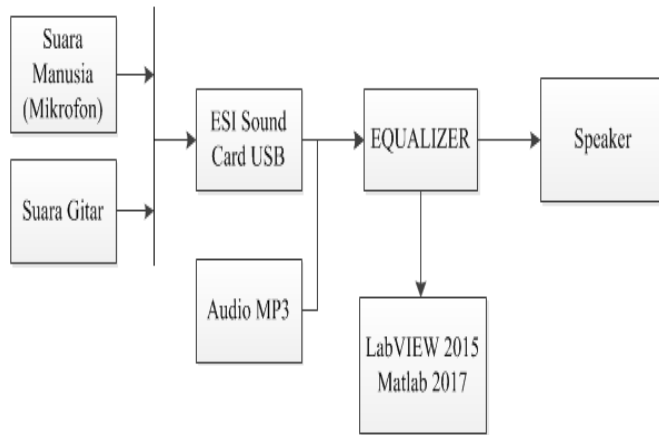 Suara
Manusia
(Mikrofon)
Suara Gitar
ESI Sound
Card USB
Audio MP3
EQUALIZER
LabVIEW 2015
Matlab 2017
Speaker